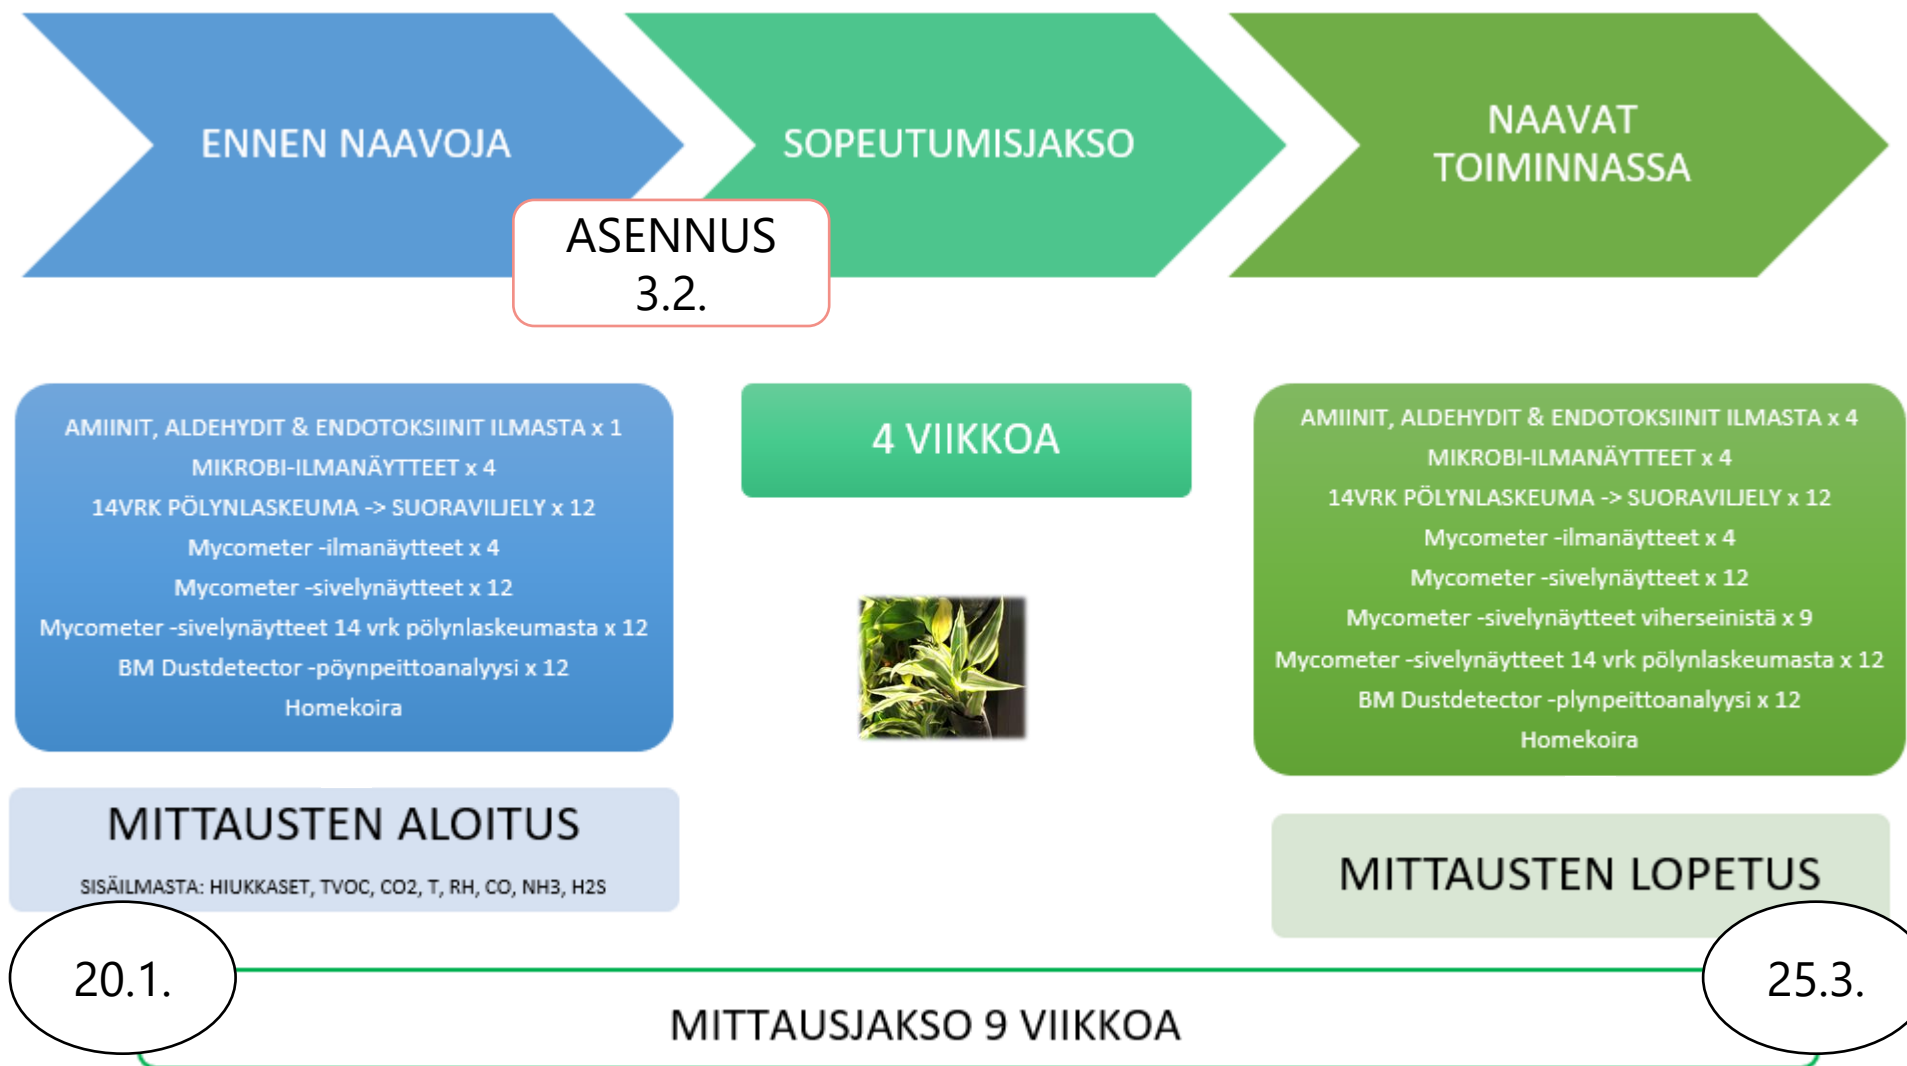 ENNEN NAAVOJA
SOPEUTUMISJAKSO
NAAVAT
TOIMINNASSA
ASENNUS
3.2.
AMIINIT, ALDEHYDIT & ENDOTOKSIINIT ILMASTA x 1
MIKROBI-ILMANÄYTTEET x 4
14VRK PÖLYNLASKEUMA -> SUORAVILJELY x 12
Mycometer -ilmanäytteet x 4
Mycometer -sivelynäytteet x 12
Mycometer -sivelynäytteet 14 vrk pölynlaskeumasta x 12
BM Dustdetector -pöynpeittoanalyysi x 12
Homekoira
4 VIIKKOA
AMIINIT, ALDEHYDIT & ENDOTOKSIINIT ILMASTA x 4
MIKROBI-ILMANÄYTTEET x 4
14VRK PÖLYNLASKEUMA -> SUORAVILJELY x 12
Mycometer -ilmanäytteet x 4
Mycometer -sivelynäytteet x 12
Mycometer -sivelynäytteet viherseinistä x 9
Mycometer -sivelynäytteet 14 vrk pölynlaskeumasta x 12
BM Dustdetector -plynpeittoanalyysi x 12
Homekoira
MITTAUSTEN ALOITUS
SISÄILMASTA: HIUKKASET, TVOC, CO2, T, RH, CO, NH3, H2S
MITTAUSTEN LOPETUS
20.1.
25.3.
MITTAUSJAKSO 9 VIIKKOA